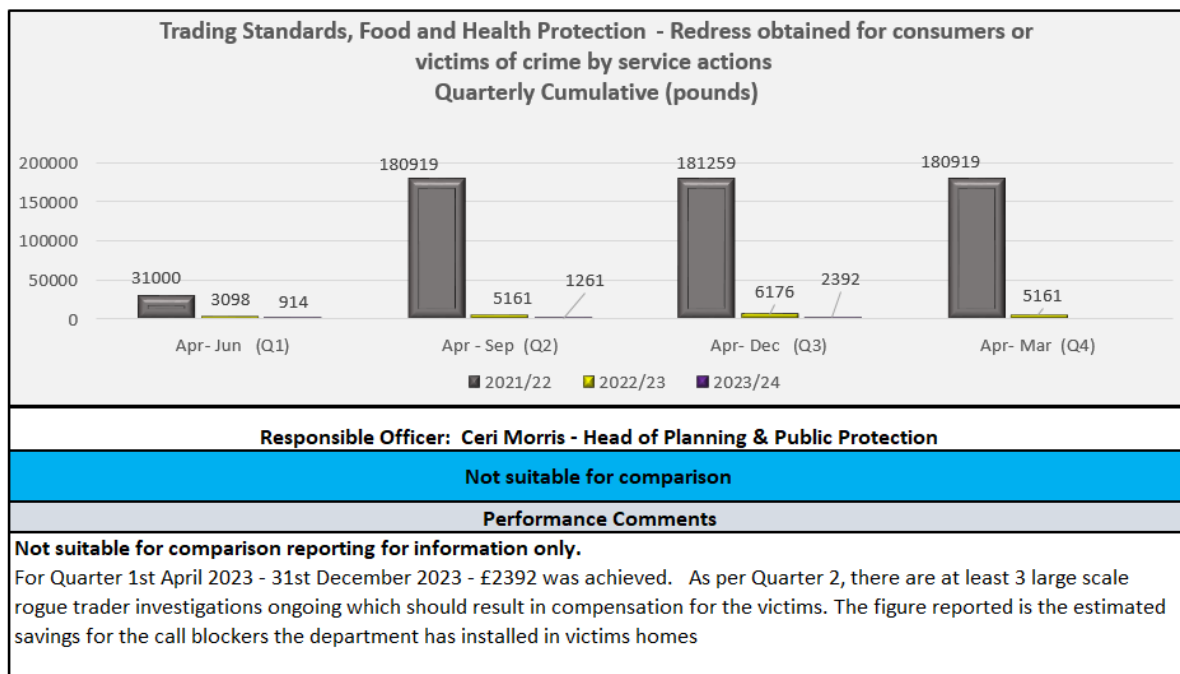 Trading Standards, Food and Health Protection - Redress obtained for consumers or
victims of crime by service actions
Quarterly Cumulative (pounds)
200000
150000
100000
50000
0
31000
3098
914
180919
5161
1261
181259
6176
2392
180919
5161
Apr- Jun (Q1)
Apr - Sep (Q2)
Apr- Dec (Q3)
Apr- Mar (Q4)
2021/22
2022/23
2023/24
Responsible Officer: Ceri Morris - Head of Planning & Public Protection
Not suitable for comparison
Performance Comments
Not suitable for comparison reporting for information only.
For Quarter 1st April 2023 - 31st December 2023 - £2392 was achieved. As per Quarter 2, there are at least 3 large scale
rogue trader investigations ongoing which should result in compensation for the victims. The figure reported is the estimated
savings for the call blockers the department has installed in victims homes